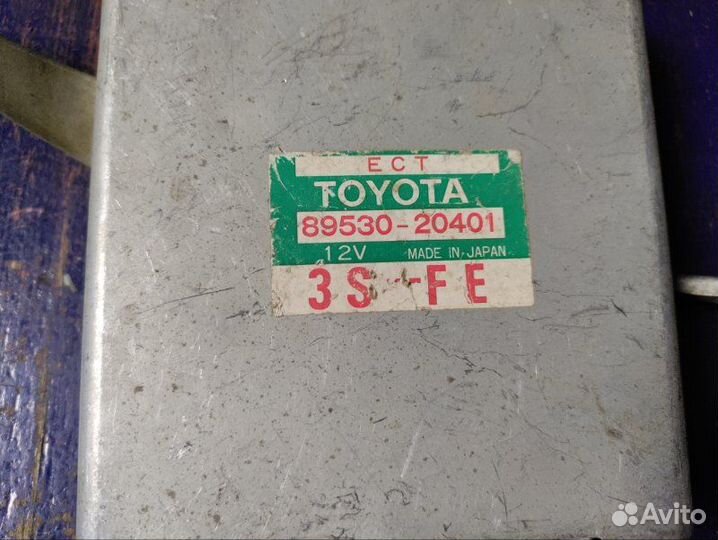 ECT
TOYOTA
89530-20401
12V MADE IN JAPAN
3S-FE
Avito